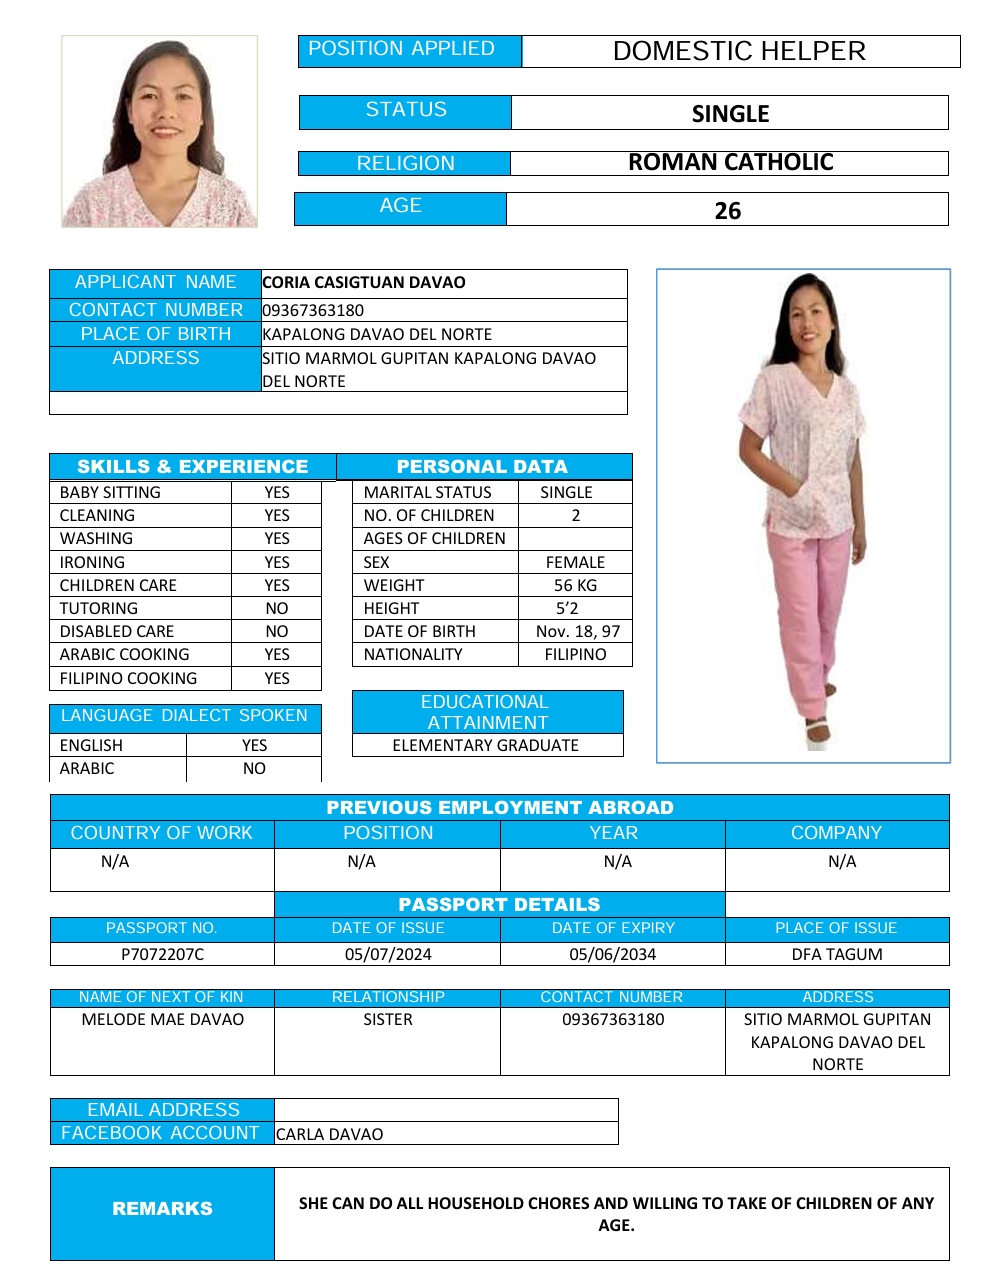 POSITION APPLIED DOMESTIC HELPER
STATUS SINGLE
RELIGION ROMAN CATHOLIC
AGE 26
APPLICANT NAME CORIA CASIGTUAN DAVAO
CONTACT NUMBER 09367363180
PLACE OF BIRTH KAPALONG DAVAO DEL NORTE
ADDRESS SITIO MARMOL GUPITAN KAPALONG DAVAO
DEL NORTE
SKILLS & EXPERIENCE PERSONAL DATA
BABY SITTING YES MARITAL STATUS SINGLE
CLEANING YES NO. OF CHILDREN 2
WASHING YES AGES OF CHILDREN
IRONING YES SEX FEMALE
CHILDREN CARE YES WEIGHT 56 KG
TUTORING NO HEIGHT 5’2
DISABLED CARE NO DATE OF BIRTH Nov. 18, 97
ARABIC COOKING YES NATIONALITY FILIPINO
FILIPINO COOKING YES
LANGUAGE DIALECT SPOKEN
ENGLISH YES
ARABIC NO
EDUCATIONAL
ATTAINMENT
ELEMENTARY GRADUATE
PREVIOUS EMPLOYMENT ABROAD
COUNTRY OF WORK POSITION YEAR COMPANY
N/A N/A N/A N/A
PASSPORT DETAILS
PASSPORT NO. DATE OF ISSUE DATE OF EXPIRY PLACE OF ISSUE
P7072207C 05/07/2024 05/06/2034 DFA TAGUM
NAME OF NEXT OF KIN RELATIONSHIP CONTACT NUMBER ADDRESS
MELODE MAE DAVAO SISTER 09367363180 SITIO MARMOL GUPITAN
KAPALONG DAVAO DEL
NORTE
EMAIL ADDRESS
FACEBOOK ACCOUNT CARLA DAVAO
REMARKS SHE CAN DO ALL HOUSEHOLD CHORES AND WILLING TO TAKE OF CHILDREN OF ANY
AGE.